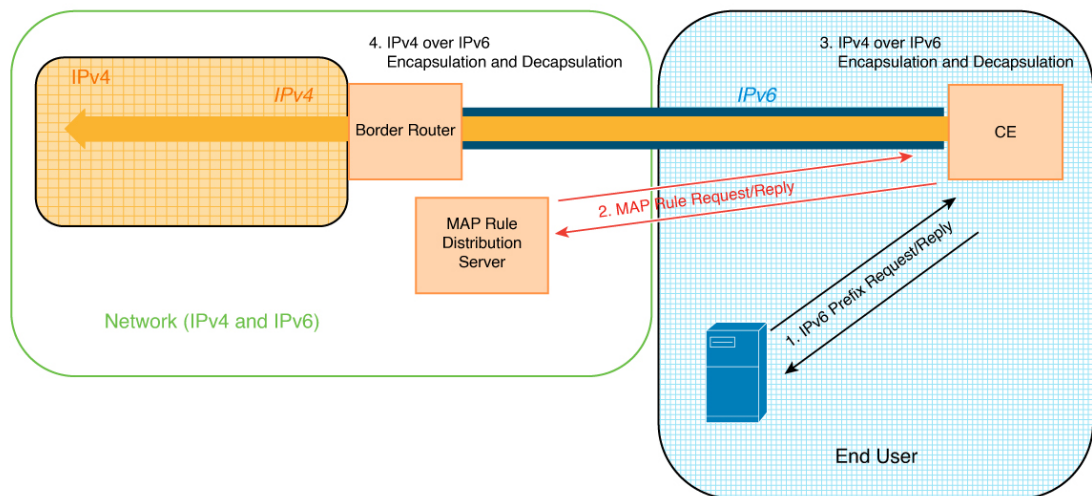 4. IPv4 over IPv6
Encapsulation and Decapsulation
3. IPv4 over IPv6
Encapsulation and Decapsulation
IPv4
IPv4
IPv6
Border Router
CE
2. MAP Rule Request/Reply
MAP Rule
Distribution
Server
1. IPv6 Prefix Request/Reply
Network (IPv4 and IPv6)
End User